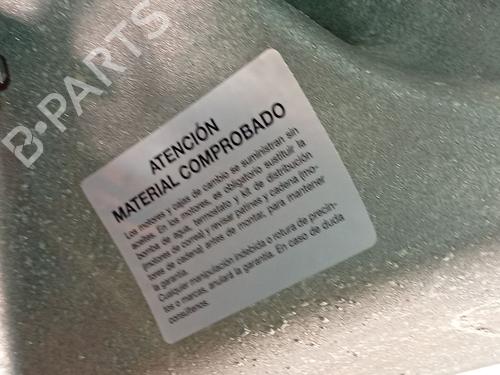 B-PARTS
ATENCIÓN
MATERIAL COMPROBADO
Los motores y cajas de cambio se suministran sin
aceite. En los motores, es obligatorio sustituir la
bomba de agua, termostato y kit de distribución
(motores de correa) y revisar patines y cadena (mo-
tores de cadena) antes de montar, para mantener
la garantía.
Cualquier manipulación indebida o rotura de precin-
tos o marcas, anulará la garantía. En caso de duda
consúltenos.